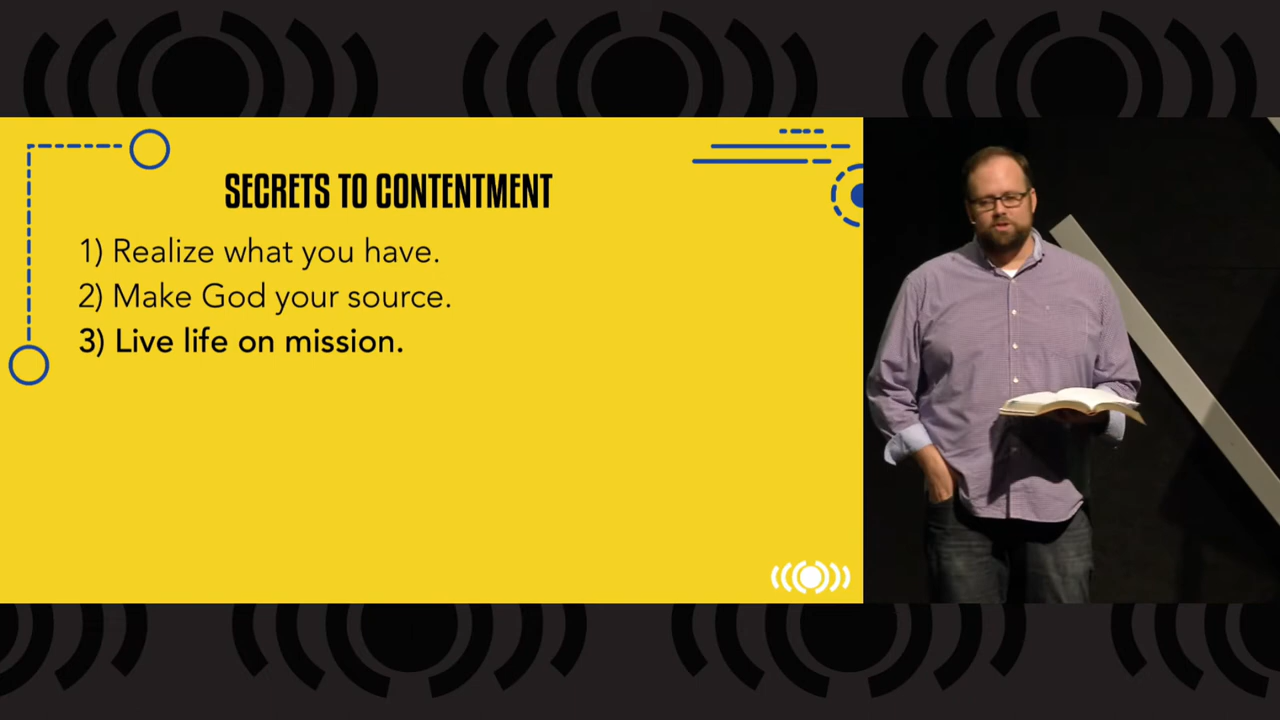 SECRETS TO CONTENTMENT
1) Realize what you have.
2) Make God your source.
3) Live life on mission.